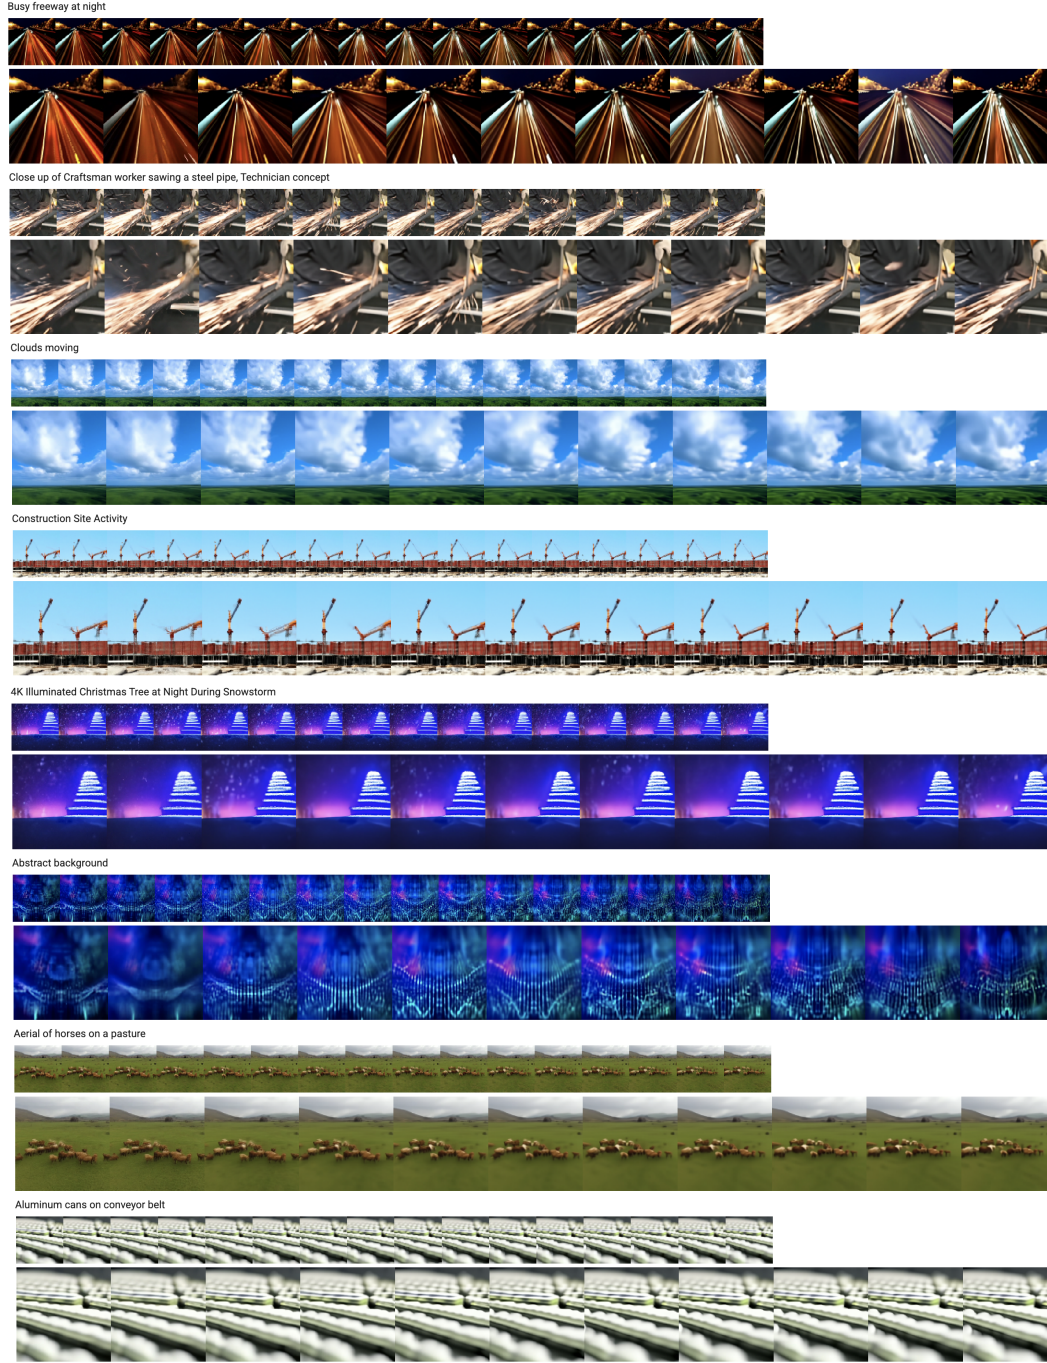 Busy freeway at night
Close up of Craftsman worker sawing a steel pipe, Technician concept
Clouds moving
Construction Site Activity
4K Illuminated Christmas Tree at Night During Snowstorm
Abstract background
Aerial of horses on a pasture
Aluminum cans on conveyor belt